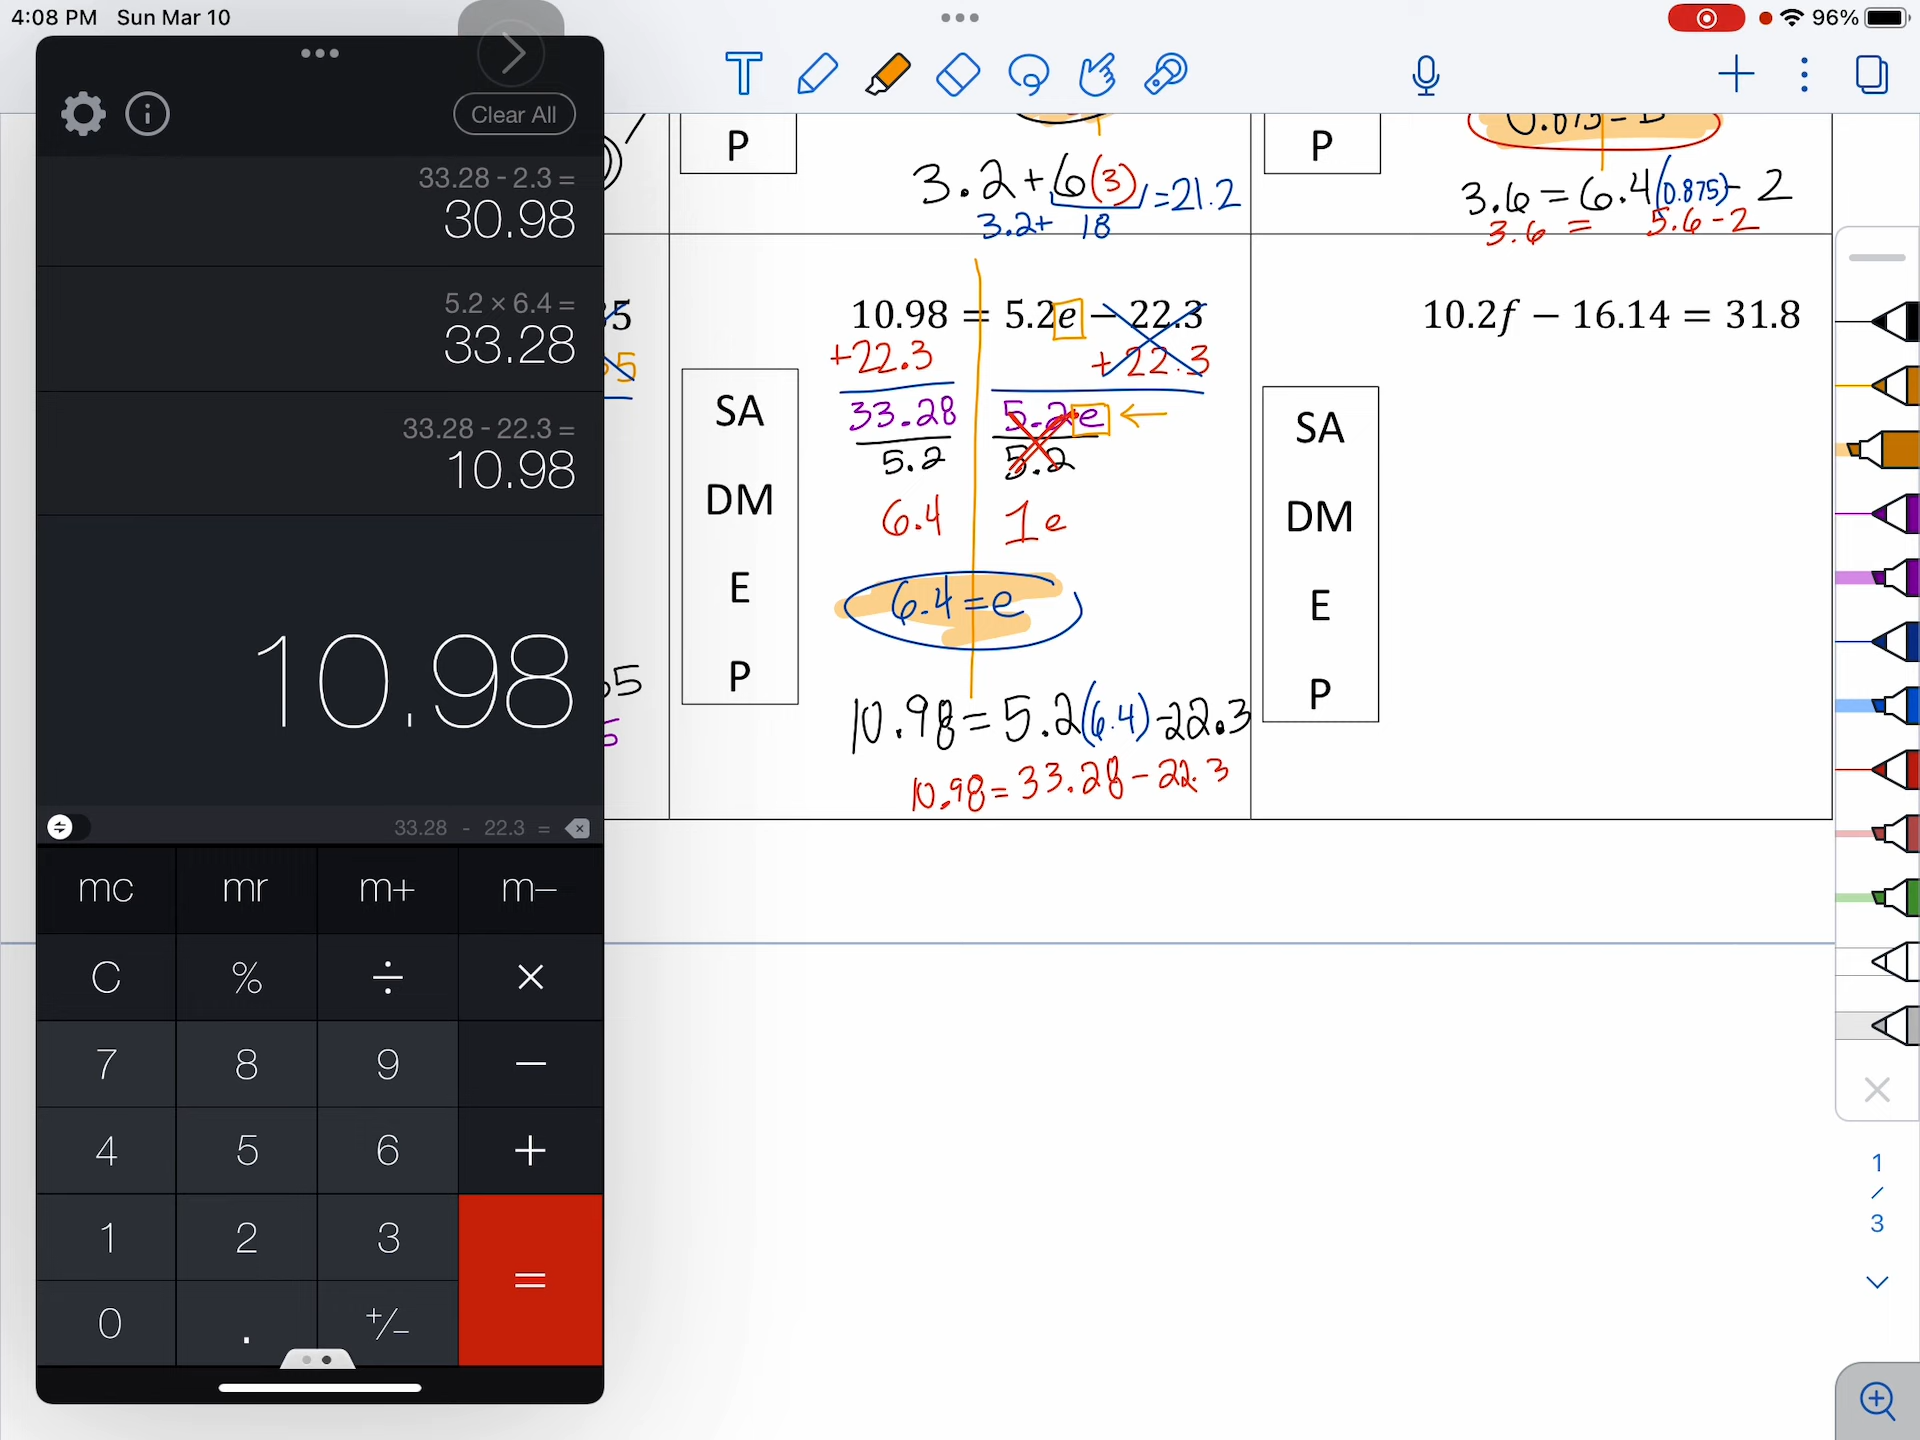 4:08 PM Sun Mar 10
96%
Clear All
33.28 - 2.3 =
30.98
5.2 × 6.4 =
33.28
33.28 - 22.3 =
10.98
10.98
33.28 - 22.3 =
mc mr m+ m−
C % ÷ ×
7 8 9 −
4 5 6 +
1 2 3 =
0 . +/−
T
P
3.2+6(3)=21.2
3.2+ 18
P
3.6=6.4(0.875)-2
3.6 = 5.6-2
5
5
5
SA
DM
E
P
10.98 = 5.2e − 22.3
+22.3 +22.3
33.28 5.2e ←
5.2 5.2
6.4 1e
6.4=e
10.98=5.2(6.4)-22.3
10.98=33.28-22.3
10.2f − 16.14 = 31.8
SA
DM
E
P
1
/
3